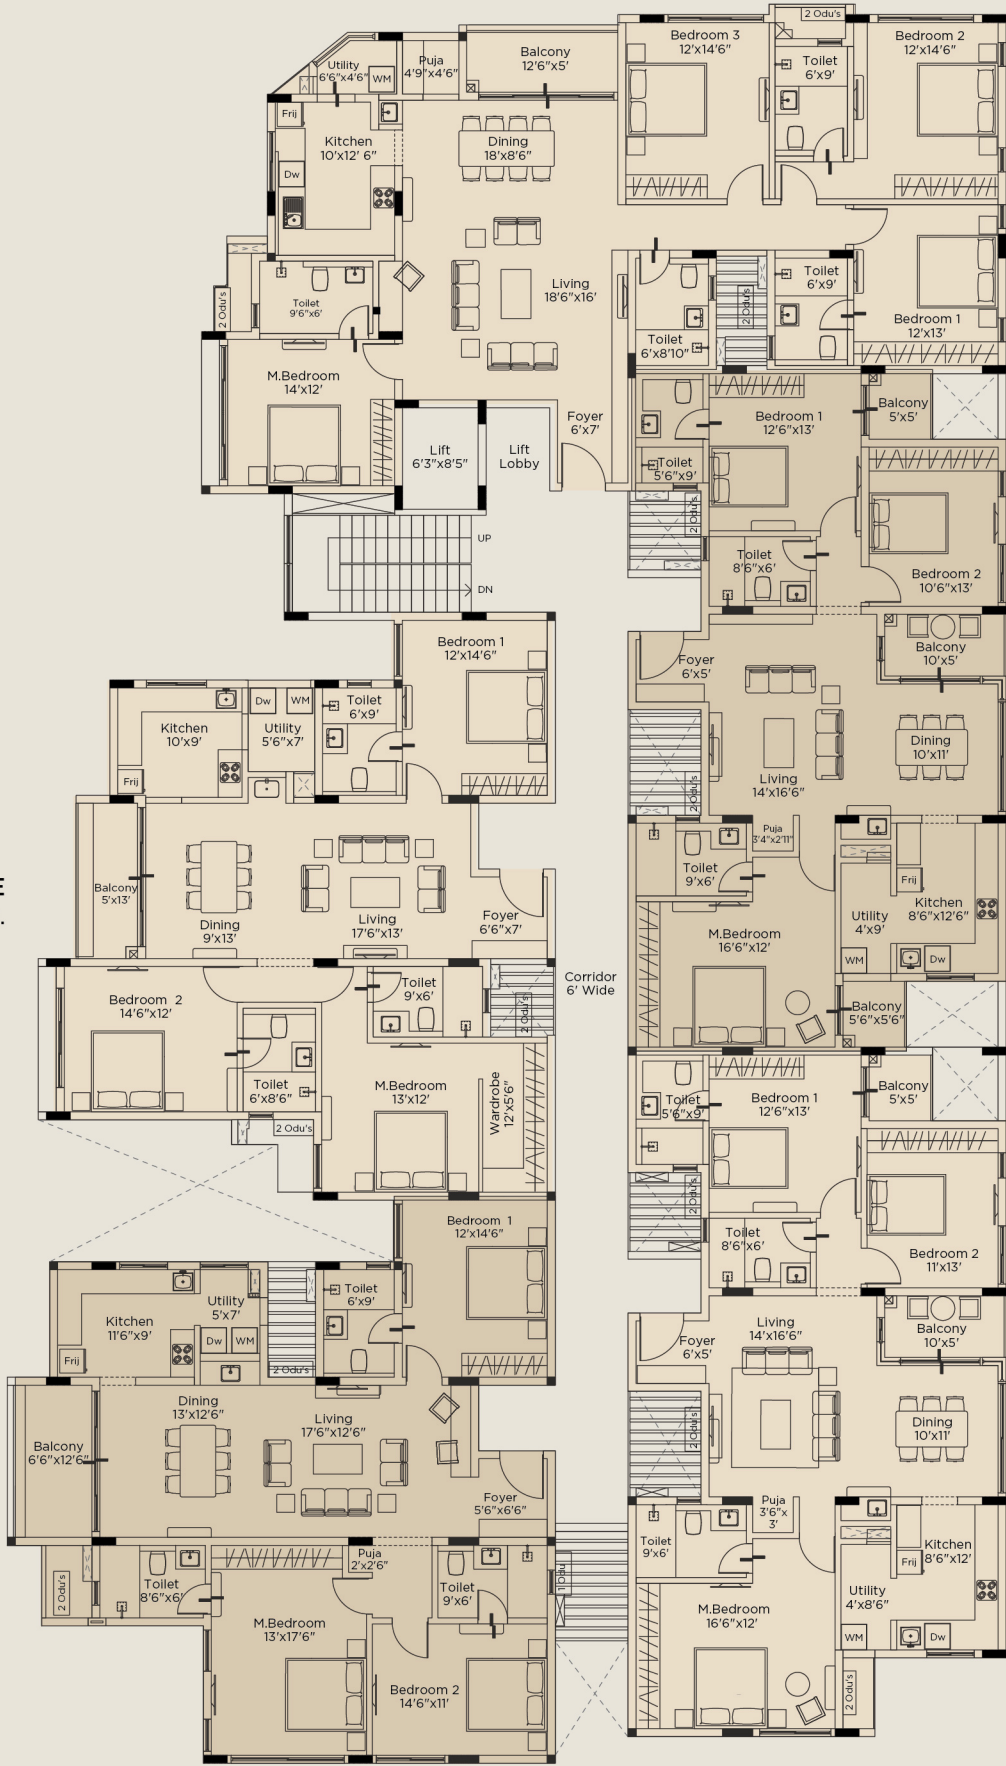 2 Odu's
Bedroom 3
12'x14'6"
Bedroom 2
12'x14'6"
Balcony
12'6"x5'
Utility
6'6"x4'6"
WM
Puja
4'9"x4'6"
Toilet
6'x9'
Frij
Kitchen
10'x12' 6"
Dining
18'x8'6"
Dw
Living
18'6"x16'
Toilet
6'x9'
2 Odu's
2 Odu's
Toilet
9'6"x6'
Bedroom 1
12'x13'
Toilet
6'x8'10"
M.Bedroom
14'x12'
Foyer
6'x7'
Lift
6'3"x8'5"
Lift
Lobby
Bedroom 1
12'6"x13'
Balcony
5'x5'
Toilet
5'6"x9'
2 Odu's
UP
DN
Toilet
8'6"x6'
Bedroom 2
10'6"x13'
Bedroom 1
12'x14'6"
Foyer
6'x5'
Balcony
10'x5'
Kitchen
10'x9'
Dw
WM
Utility
5'6"x7'
Toilet
6'x9'
Frij
Dining
10'x11'
Living
14'x16'6"
2 Odu's
Puja
3'4"x2'11"
Toilet
9'x6'
E
.
Balcony
5'x13'
Dining
9'x13'
Living
17'6"x13'
Foyer
6'6"x7'
Frij
Kitchen
8'6"x12'6"
Utility
4'x9'
WM
Dw
M.Bedroom
16'6"x12'
Corridor
6' Wide
Bedroom 2
14'6"x12'
Toilet
9'x6'
2 Odu's
Balcony
5'6"x5'6"
Toilet
6'x8'6"
M.Bedroom
13'x12'
Wardrobe
12'x5'6"
2 Odu's
Toilet
5'6"x9'
Bedroom 1
12'6"x13'
Balcony
5'x5'
2 Odu's
Bedroom 1
12'x14'6"
Toilet
8'6"x6'
Bedroom 2
11'x13'
Kitchen
11'6"x9'
Utility
5'x7'
Dw
WM
Frij
2 Odu's
Toilet
6'x9'
Foyer
6'x5'
Living
14'x16'6"
Balcony
10'x5'
Dining
13'x12'6"
Living
17'6"x12'6"
Balcony
6'6"x12'6"
2 Odu's
Dining
10'x11'
Foyer
5'6"x6'6"
Puja
3'6"x
3'
Toilet
9'x6'
Kitchen
8'6"x12'
Frij
Utility
4'x8'6"
WM
Dw
Puja
2'x2'6"
2 Odu's
Toilet
8'6"x6'
Toilet
9'x6'
1 Odu
M.Bedroom
13'x17'6"
M.Bedroom
16'6"x12'
Bedroom 2
14'6"x11'
2 Odu's